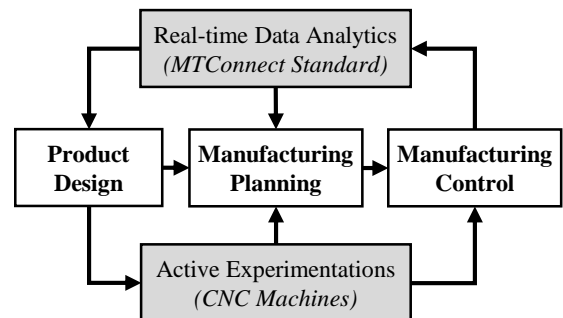 Real-time Data Analytics
(MTConnect Standard)
Product
Design
Manufacturing
Planning
Manufacturing
Control
Active Experimentations
(CNC Machines)